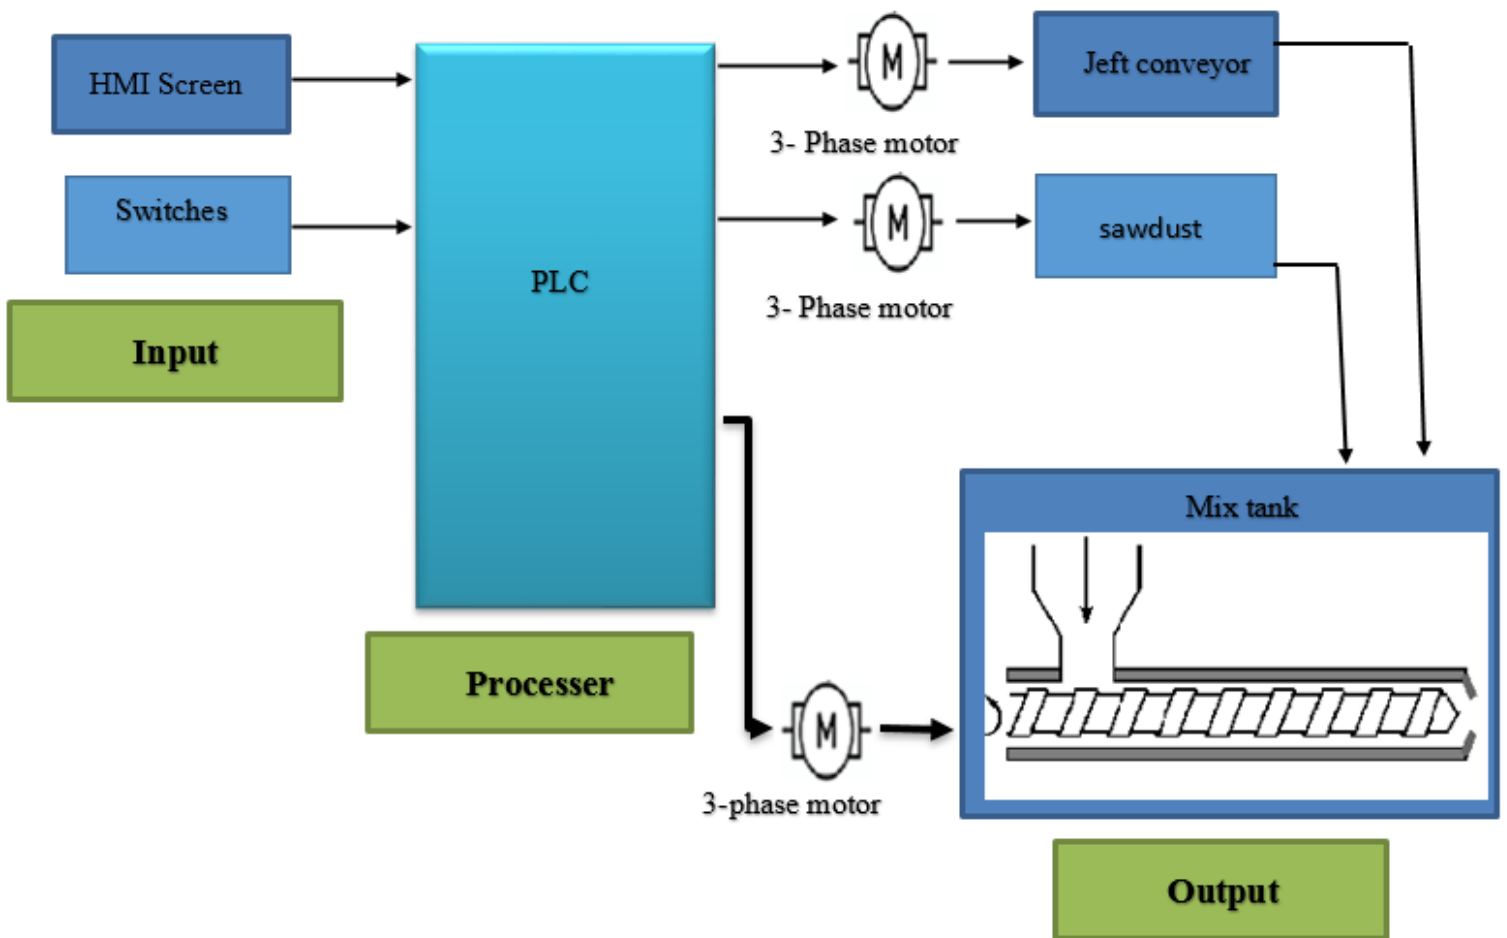 HMI Screen
Switches
Input
PLC
Processer
M
3- Phase motor
Jeft conveyor
M
3- Phase motor
sawdust
M
3-phase motor
Mix tank
Output